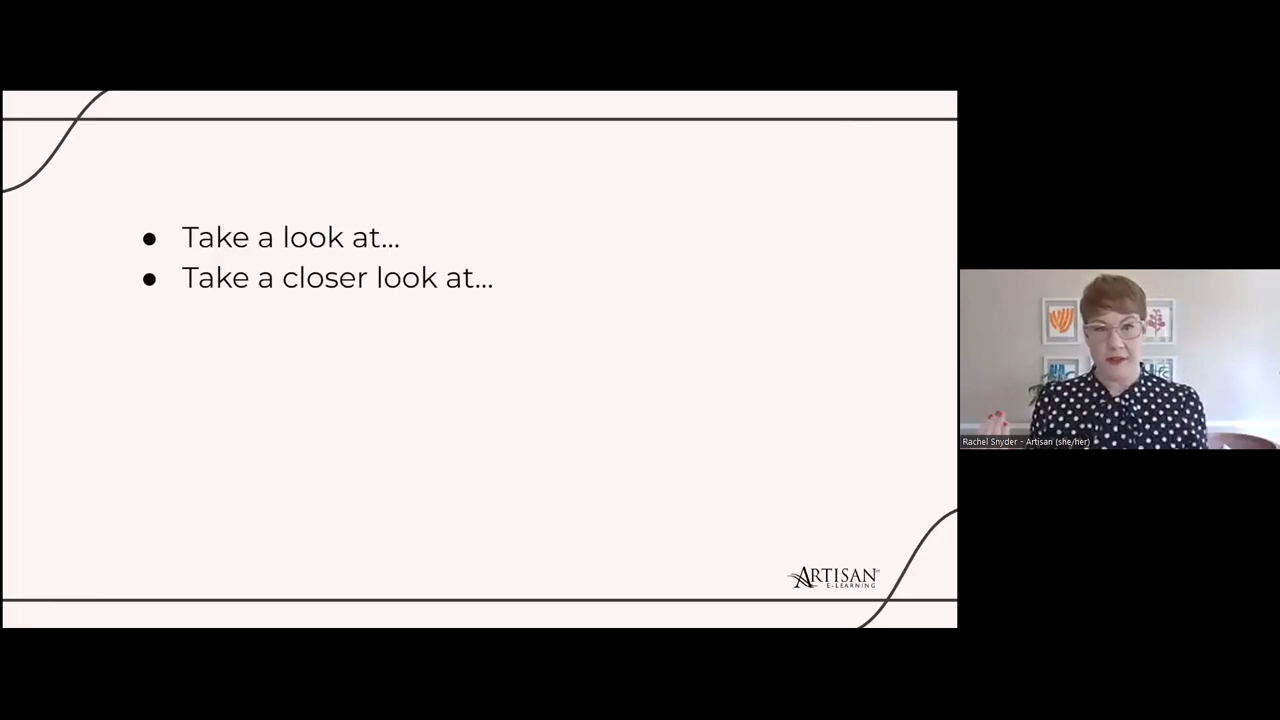 ● Take a look at...
● Take a closer look at...
ARTISAN
E-LEARNING
Rachel Snyder - Artisan (she/her)